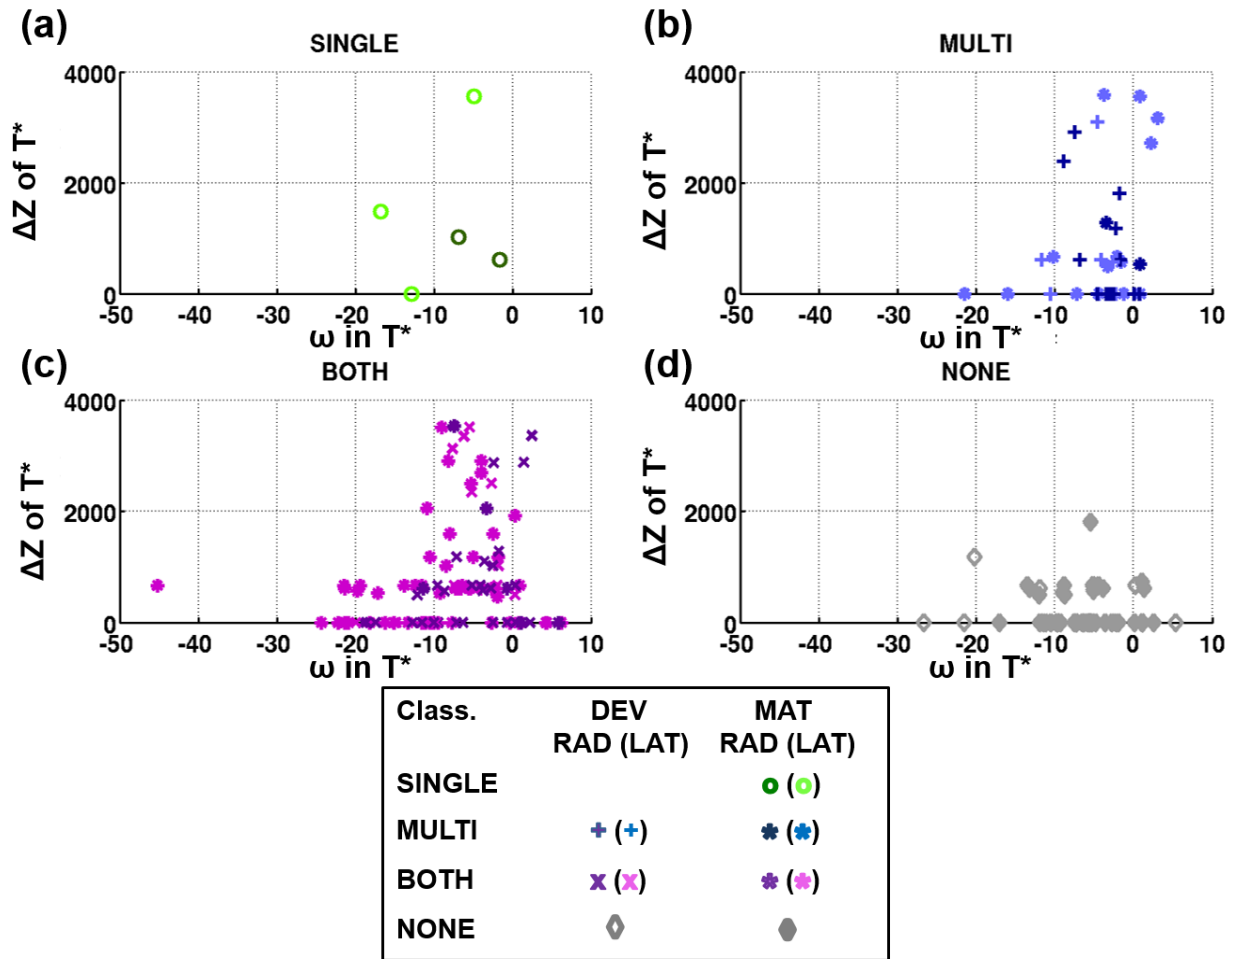 (a)
SINGLE
4000
2000
0
-50 -40 -30 -20 -10 0 10
ΔZ of T*
ω in T*
(b)
MULTI
4000
2000
0
-50 -40 -30 -20 -10 0 10
ΔZ of T*
ω in T*
(c)
BOTH
4000
2000
0
-50 -40 -30 -20 -10 0 10
ΔZ of T*
ω in T*
(d)
NONE
4000
2000
0
-50 -40 -30 -20 -10 0 10
ΔZ of T*
ω in T*
Class. DEV MAT
RAD (LAT) RAD (LAT)
SINGLE
MULTI
BOTH
NONE